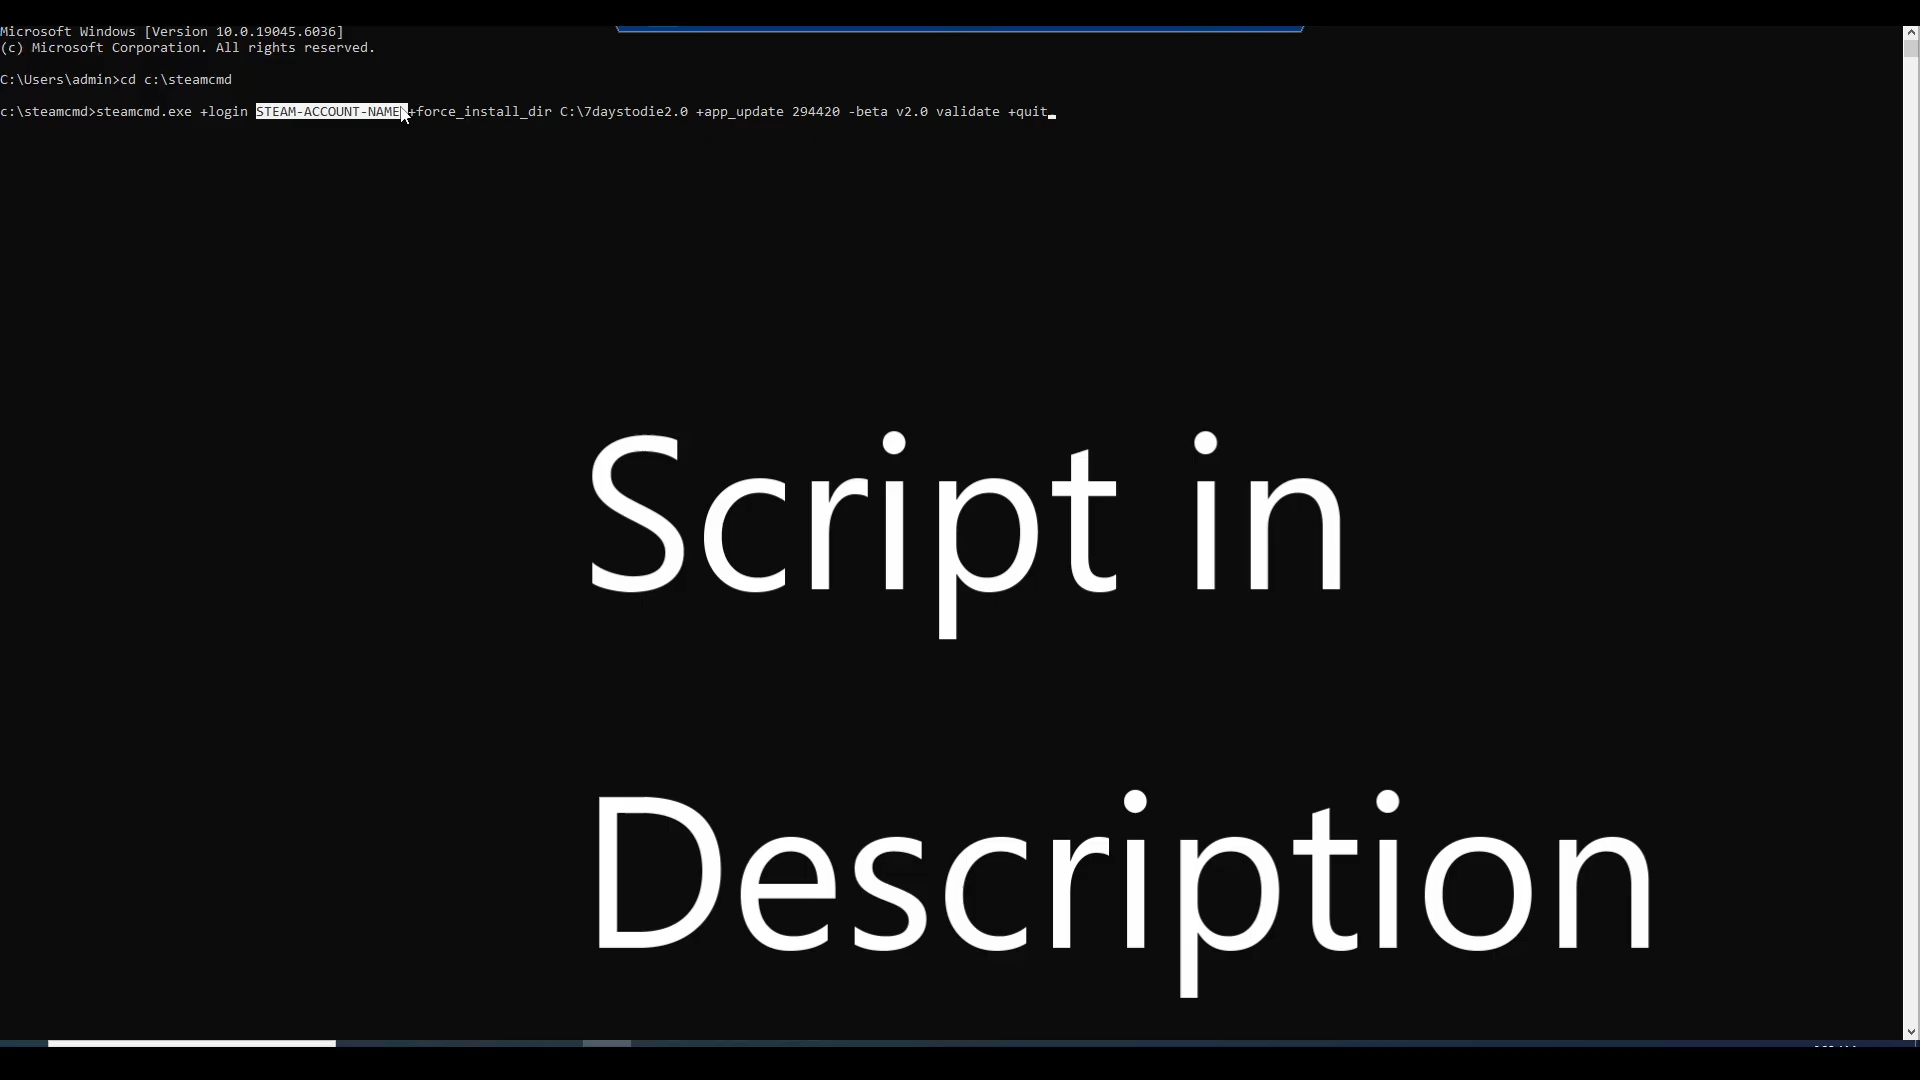 Microsoft Windows [Version 10.0.19045.6036]
(c) Microsoft Corporation. All rights reserved.
C:\Users\admin>cd c:\steamcmd
c:\steamcmd>steamcmd.exe +login STEAM-ACCOUNT-NAME +force_install_dir C:\7daystodie2.0 +app_update 294420 -beta v2.0 validate +quit
Script in
Description